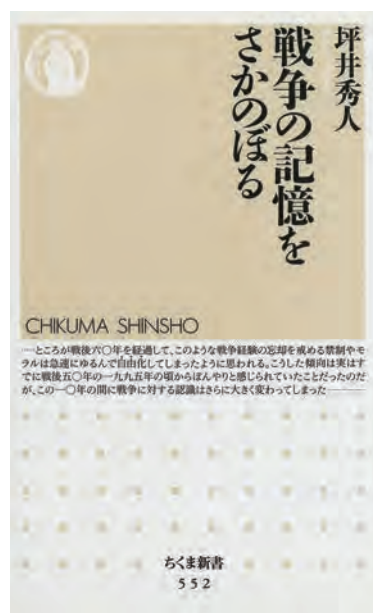 坪井秀人
戦争の記憶を
さかのぼる
CHIKUMA SHINSHO
―ところが戦後六〇年を経過して、このような戦争経験の忘却を戒める禁制やモ
ラルは急速にゆるんで自由化してしまったように思われる。こうした傾向は実はす
でに戦後五〇年の一九九五年の頃からぼんやりと感じられていたことだったのだ
が、この一〇年の間に戦争に対する認識はさらに大きく変わってしまった―
ちくま新書
552